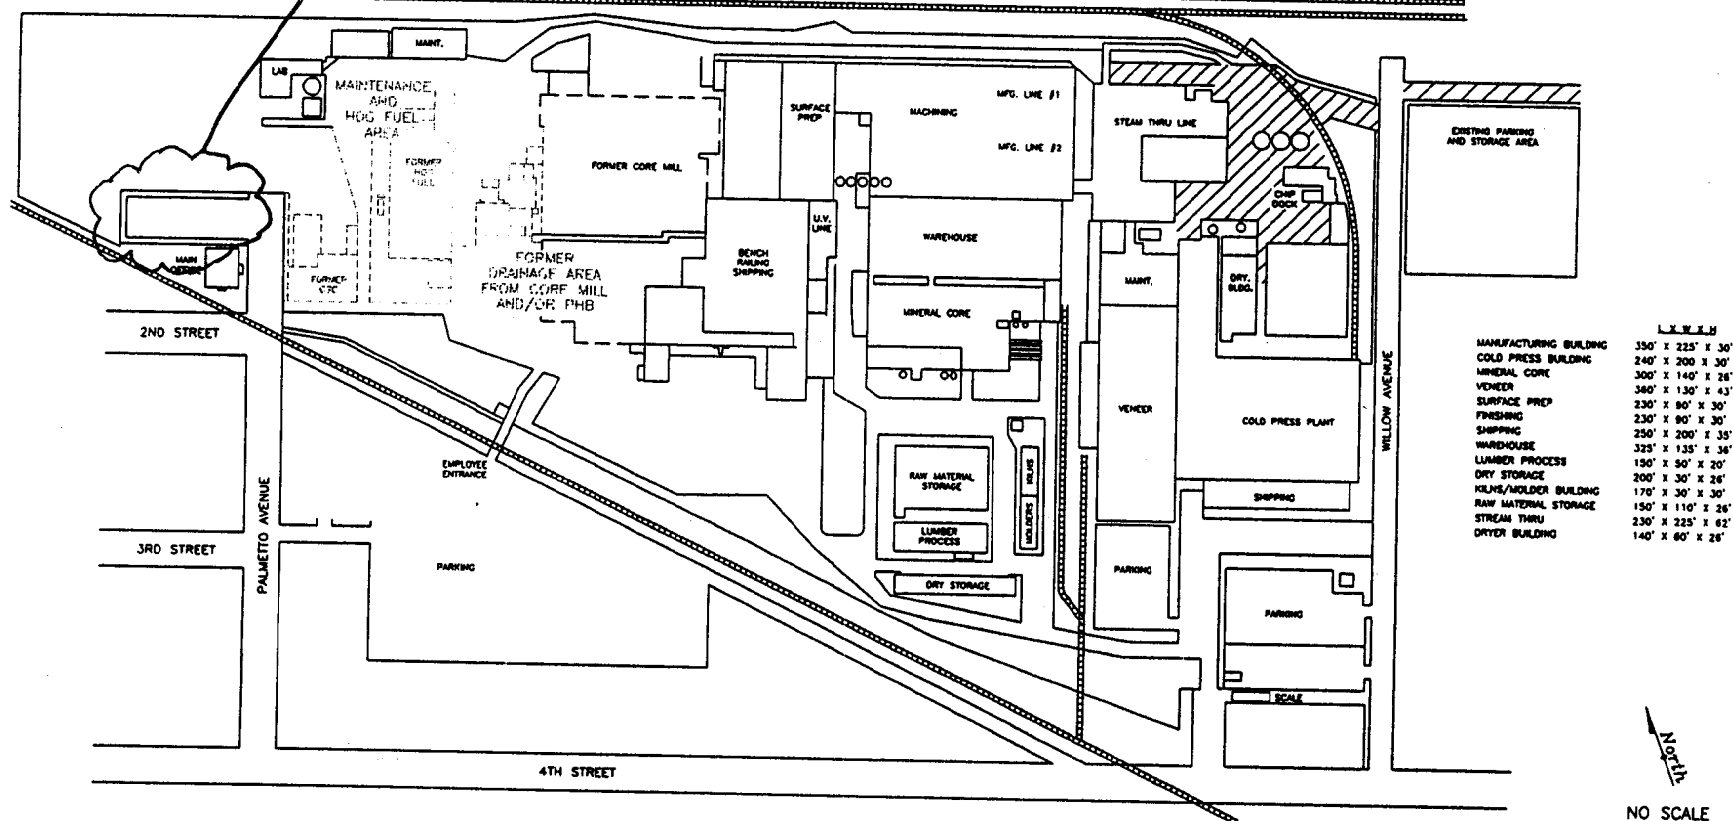 MAINT.
LAB
MAINTENANCE
AND
HOG FUEL
AREA
FORMER
HOG
FUEL
FORMER CORE MILL
SURFACE
PREP
MACHINING
MFG. LINE #1
MFG. LINE #2
STEAM THRU LINE
CHIP
DOCK
EXISTING PARKING
AND STORAGE AREA
MAIN
OFFICE
FORMER
FORMER
DRAINAGE AREA
FROM CORE MILL
AND/OR PHB
BENCH
RAILING
SHIPPING
U.V.
LINE
WAREHOUSE
MINERAL CORE
MAINT.
DRY.
BLDG.
2ND STREET
PALMETTO AVENUE
3RD STREET
EMPLOYEE
ENTRANCE
PARKING
RAW MATERIAL
STORAGE
LUMBER
PROCESS
DRY STORAGE
KILNS
MOLDERS
VENEER
COLD PRESS PLANT
SHIPPING
PARKING
PARKING
SCALE
WILLOW AVENUE
4TH STREET
L X W X H
MANUFACTURING BUILDING 350' X 225' X 30'
COLD PRESS BUILDING 240' X 200 X 30'
MINERAL CORE 300' X 140' X 26'
VENEER 360' X 130' X 43'
SURFACE PREP 230' X 90' X 30'
FINISHING 230' X 90' X 30'
SHIPPING 250' X 200' X 35'
WAREHOUSE 325' X 135' X 36'
LUMBER PROCESS 150' X 50' X 20'
DRY STORAGE 200' X 30' X 26'
KILNS/MOLDER BUILDING 170' X 30' X 30'
RAW MATERIAL STORAGE 150' X 110' X 26'
STREAM THRU 230' X 225' X 62'
DRYER BUILDING 140' X 60' X 26'
North
NO SCALE